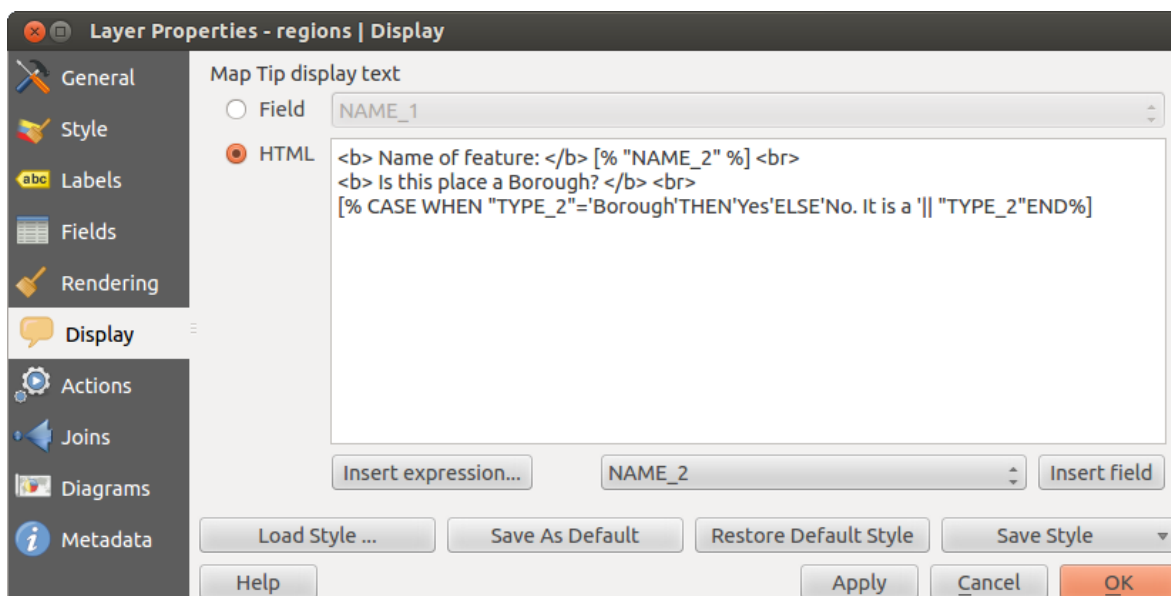 Layer Properties - regions | Display
General
Style
abc Labels
Fields
Rendering
Display
Actions
Joins
Diagrams
i Metadata
Map Tip display text
Field NAME_1
HTML
<b> Name of feature: </b> [% "NAME_2" %] <br>
<b> Is this place a Borough? </b> <br>
[% CASE WHEN "TYPE_2"='Borough'THEN'Yes'ELSE'No. It is a '|| "TYPE_2"END%]
Insert expression... NAME_2 Insert field
Load Style ... Save As Default Restore Default Style Save Style
Help Apply Cancel OK